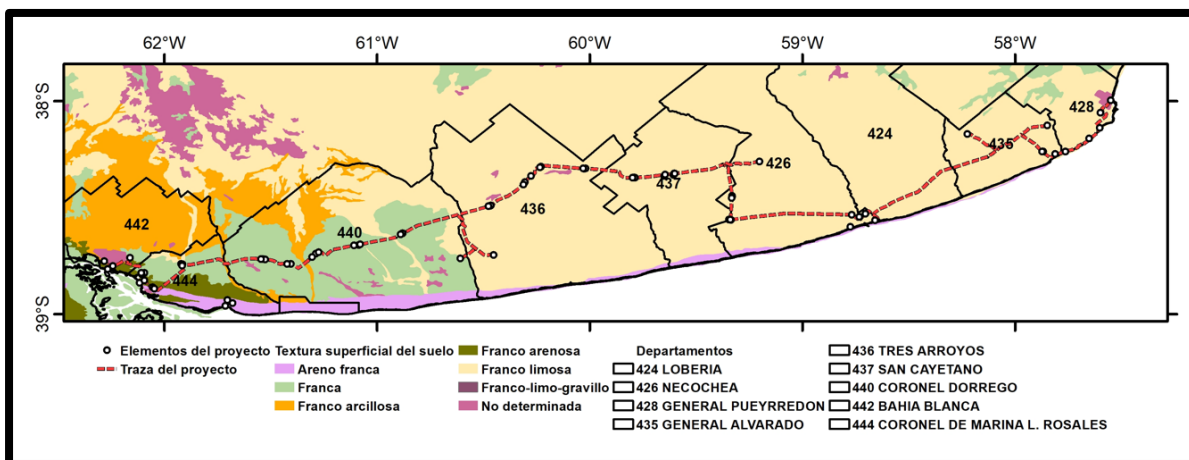 62°W 61°W 60°W 59°W 58°W
38°S 38°S
428
424
435
426
437
436
442
440
444
39°S 39°S
Elementos del proyecto
Traza del proyecto
Textura superficial del suelo
Areno franca
Franca
Franco arcillosa
Franco arenosa
Franco limosa
Franco-limo-gravillo
No determinada
Departamentos
424 LOBERIA
426 NECOCHEA
428 GENERAL PUEYRREDON
435 GENERAL ALVARADO
436 TRES ARROYOS
437 SAN CAYETANO
440 CORONEL DORREGO
442 BAHIA BLANCA
444 CORONEL DE MARINA L. ROSALES